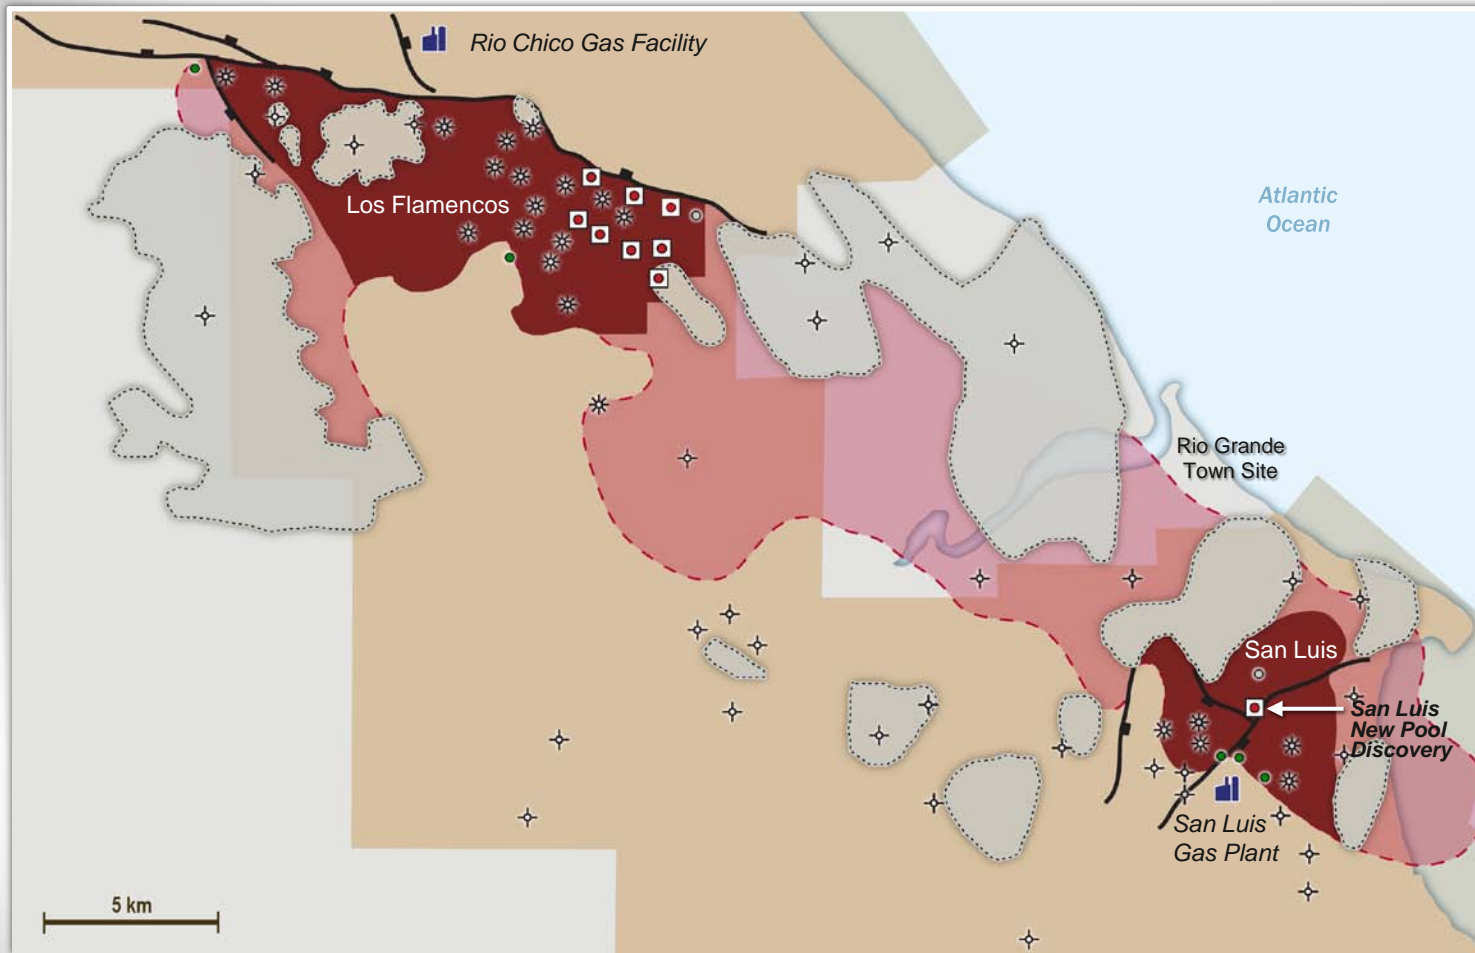 Rio Chico Gas Facility
Atlantic
Ocean
Los Flamencos
Rio Grande
Town Site
San Luis
San Luis
New Pool
Discovery
San Luis
Gas Plant
5 km